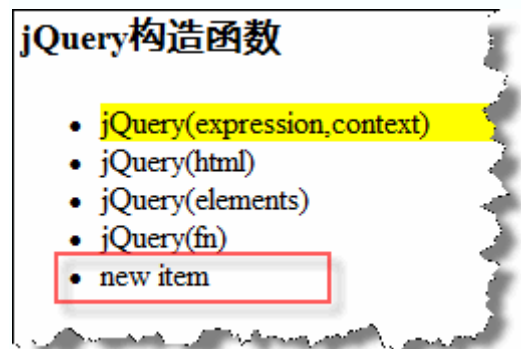 jQuery构造函数
jQuery(expression,context)
jQuery(html)
jQuery(elements)
jQuery(fn)
new item